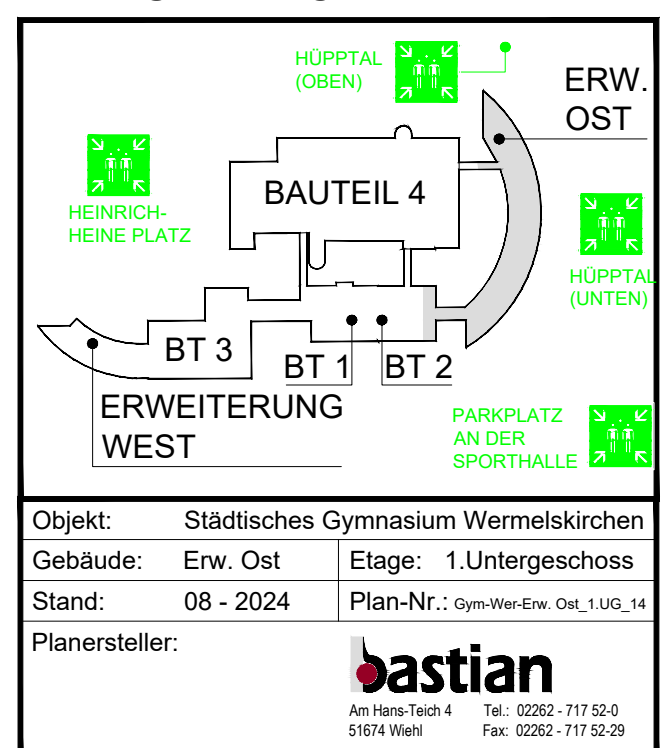 HÜPPTAL
(OBEN)
ERW.
OST
BAUTEIL 4
HEINRICH-
HEINE PLATZ
HÜPPTAL
(UNTEN)
BT 3
BT 1
BT 2
ERWEITERUNG
WEST
PARKPLATZ
AN DER
SPORTHALLE
Objekt: Städtisches Gymnasium Wermelskirchen
Gebäude: Erw. Ost Etage: 1.Untergeschoss
Stand: 08 - 2024 Plan-Nr.: Gym-Wer-Erw. Ost_1.UG_14
Planersteller:
bastian
Am Hans-Teich 4 Tel.: 02262 - 717 52-0
51674 Wiehl Fax: 02262 - 717 52-29